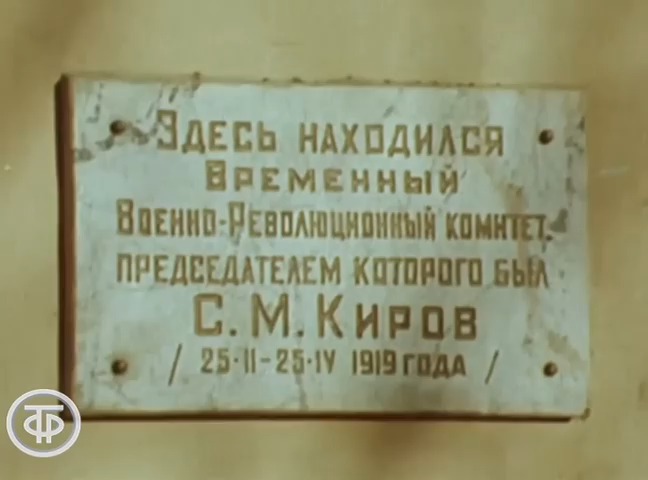 Здесь находился
Временный
Военно-Революционный комитет,
председателем которого был
С. М. Киров
/ 25·II–25·IV 1919 года /